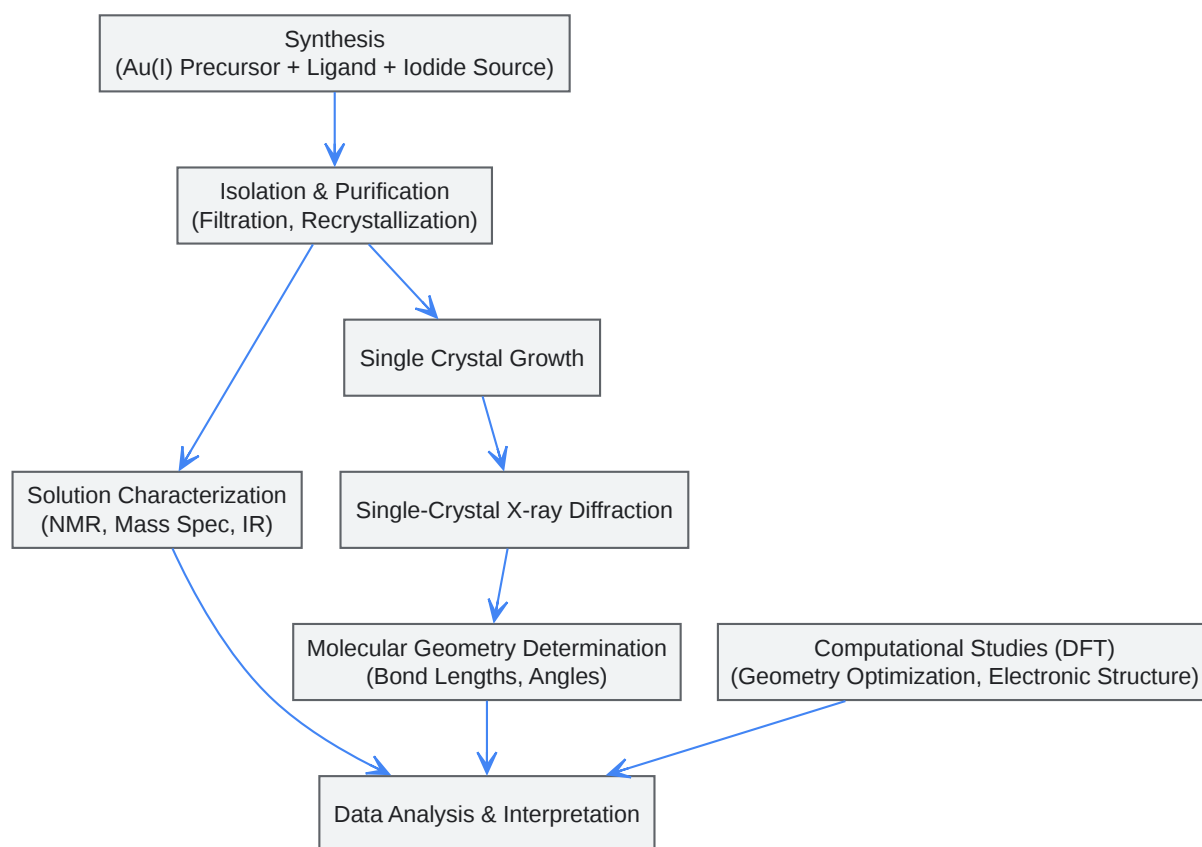 Synthesis
(Au(I) Precursor + Ligand + Iodide Source)
Isolation & Purification
(Filtration, Recrystallization)
Single Crystal Growth
Solution Characterization
(NMR, Mass Spec, IR)
Single-Crystal X-ray Diffraction
Molecular Geometry Determination
(Bond Lengths, Angles)
Computational Studies (DFT)
(Geometry Optimization, Electronic Structure)
Data Analysis & Interpretation